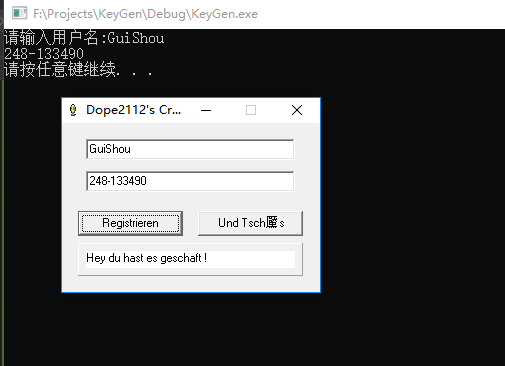 F:\Projects\KeyGen\Debug\KeyGen.exe
请输入用户名:GuiShou
248-133490
请按任意键继续. . .
Dope2112's Cr...
GuiShou
248-133490
Registrieren
Und Tsch黶s
Hey du hast es geschaft !